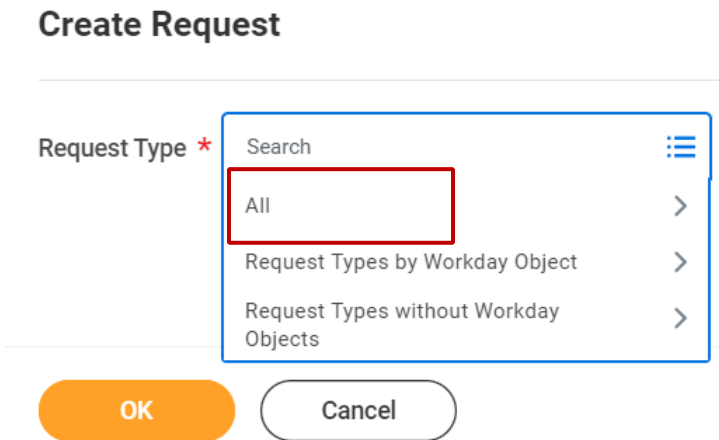 Create Request
Request Type *
Search
All
Request Types by Workday Object
Request Types without Workday
Objects
OK
Cancel